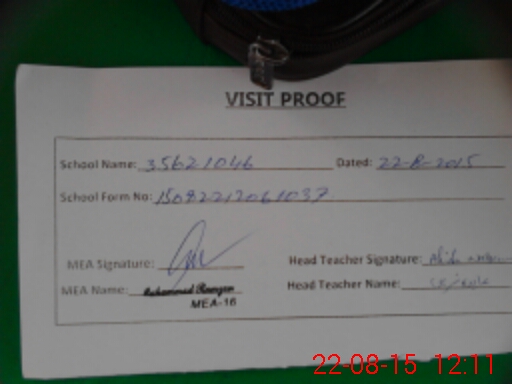 VISIT PROOF
School Name: 35621046 Dated: 22-8-2015
School Form No: 15082212061037
MEA Signature: Head Teacher Signature:
MEA Name: Muhammad Ramzan Head Teacher Name:
MEA-16
22-08-15 12:11